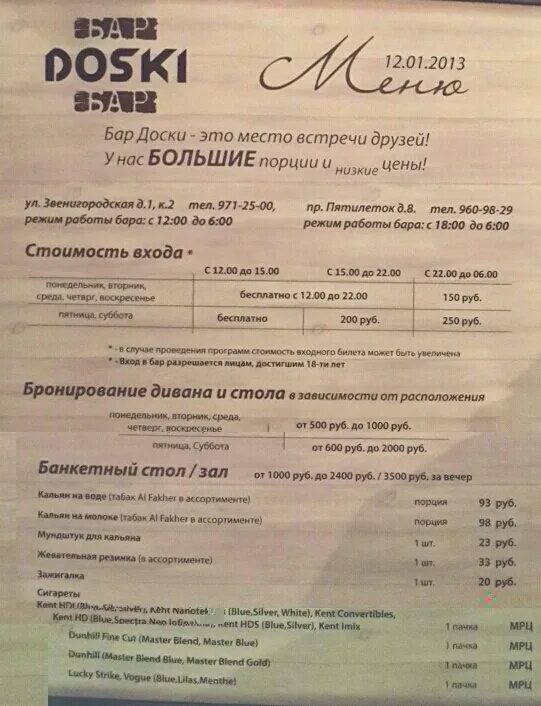 БАР
DOSKI
БАР
12.01.2013
Меню
Бар Доски - это место встречи друзей!
У нас БОЛЬШИЕ порции и низкие цены!
ул. Звенигородская д.1, к.2 тел. 971-25-00,
режим работы бара: с 12:00 до 6:00
пр. Пятилеток д.8. тел. 960-98-29
режим работы бара: с 18:00 до 6:00
Стоимость входа *
С 12.00 до 15.00 С 15.00 до 22.00 С 22.00 до 06.00
понедельник, вторник,
среда, четверг, воскресенье бесплатно с 12.00 до 22.00 150 руб.
пятница, суббота бесплатно 200 руб. 250 руб.
* - в случае проведения программ стоимость входного билета может быть увеличена
* - Вход в бар разрешается лицам, достигшим 18-ти лет
Бронирование дивана и стола в зависимости от расположения
понедельник, вторник, среда,
четверг, воскресенье от 500 руб. до 1000 руб.
пятница, Суббота от 600 руб. до 2000 руб.
Банкетный стол / зал от 1000 руб. до 2400 руб. / 3500 руб. за вечер
Кальян на воде (табак Al Fakher в ассортименте) порция 93 руб.
Кальян на молоке (табак Al Fakher в ассортименте) порция 98 руб.
Мундштук для кальяна 1 шт. 23 руб.
Жевательная резинка (в ассортименте) 1 шт. 33 руб.
Зажигалка 1 шт. 20 руб.
Сигареты
Kent HDI (Blue, Silver), Kent Nanotek (Blue,Silver, White), Kent Convertibles,
Kent HD (Blue,Spectra, Neo Kent HDS (Blue,Silver), Kent Imix 1 пачка МРЦ
Dunhill Fine Cut (Master Blend, Master Blue) 1 пачка МРЦ
Dunhill (Master Blend Blue, Master Blend Gold) 1 пачка МРЦ
Lucky Strike, Vogue (Blue,Lilas,Menthe) 1 пачка МРЦ